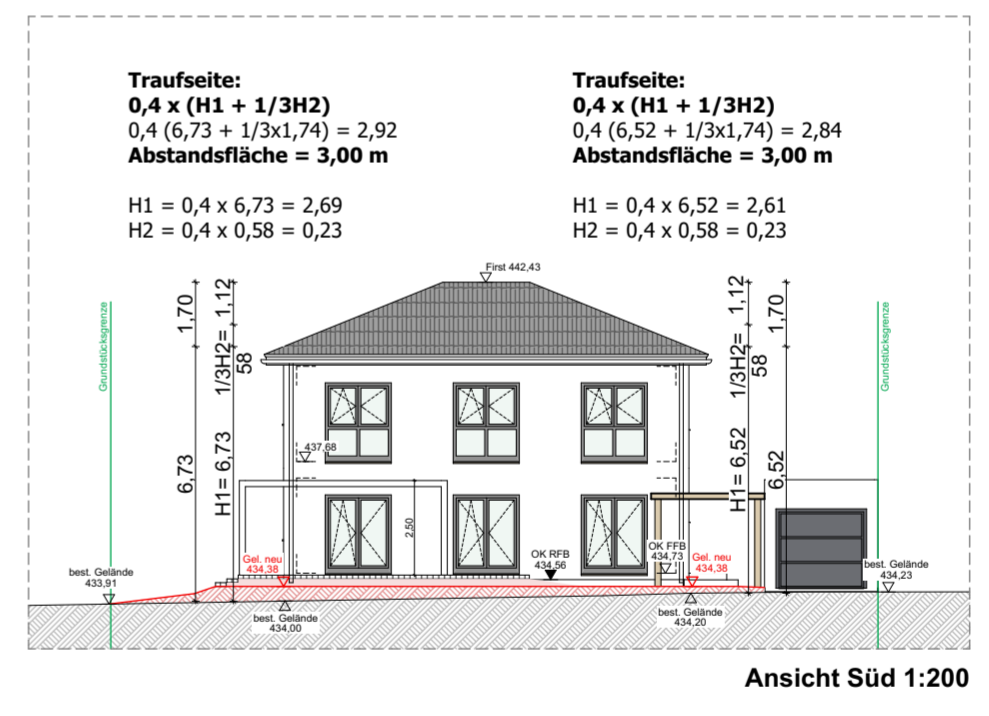 Traufseite:
0,4 x (H1 + 1/3H2)
0,4 (6,73 + 1/3x1,74) = 2,92
Abstandsfläche = 3,00 m
H1 = 0,4 x 6,73 = 2,69
H2 = 0,4 x 0,58 = 0,23
Traufseite:
0,4 x (H1 + 1/3H2)
0,4 (6,52 + 1/3x1,74) = 2,84
Abstandsfläche = 3,00 m
H1 = 0,4 x 6,52 = 2,61
H2 = 0,4 x 0,58 = 0,23
First 442,43
Grundstücksgrenze
1,70
6,73
1,12
1/3H2=
58
H1= 6,73
437,68
2,50
1,12
1/3H2=
58
H1= 6,52
1,70
6,52
Grundstücksgrenze
best. Gelände
433,91
Gel. neu
434,38
best. Gelände
434,00
OK RFB
434,56
OK FFB
434,73
Gel. neu
434,38
best. Gelände
434,20
best. Gelände
434,23
Ansicht Süd 1:200